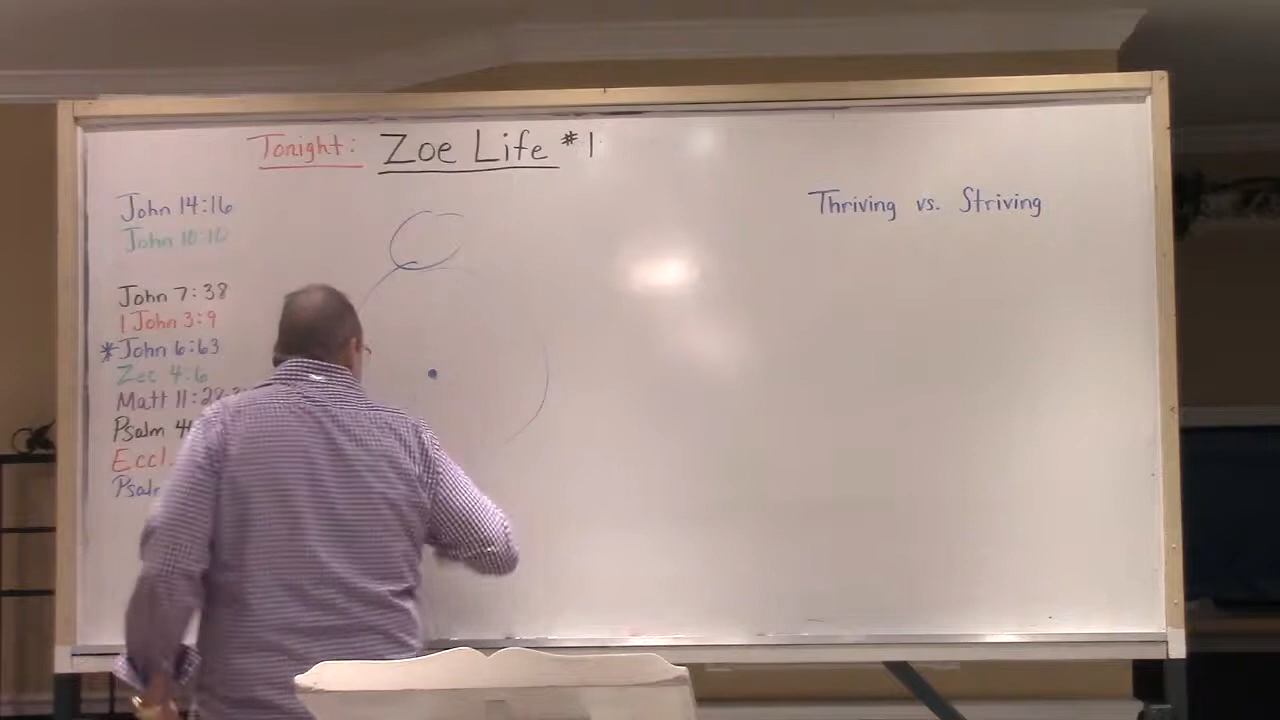 Tonight: Zoe Life #1
Thriving vs. Striving
John 14:16
John 10:10
John 7:38
1 John 3:9
*John 6:63
Zec 4:6
Matt 11:28-
Psalm
Eccl.